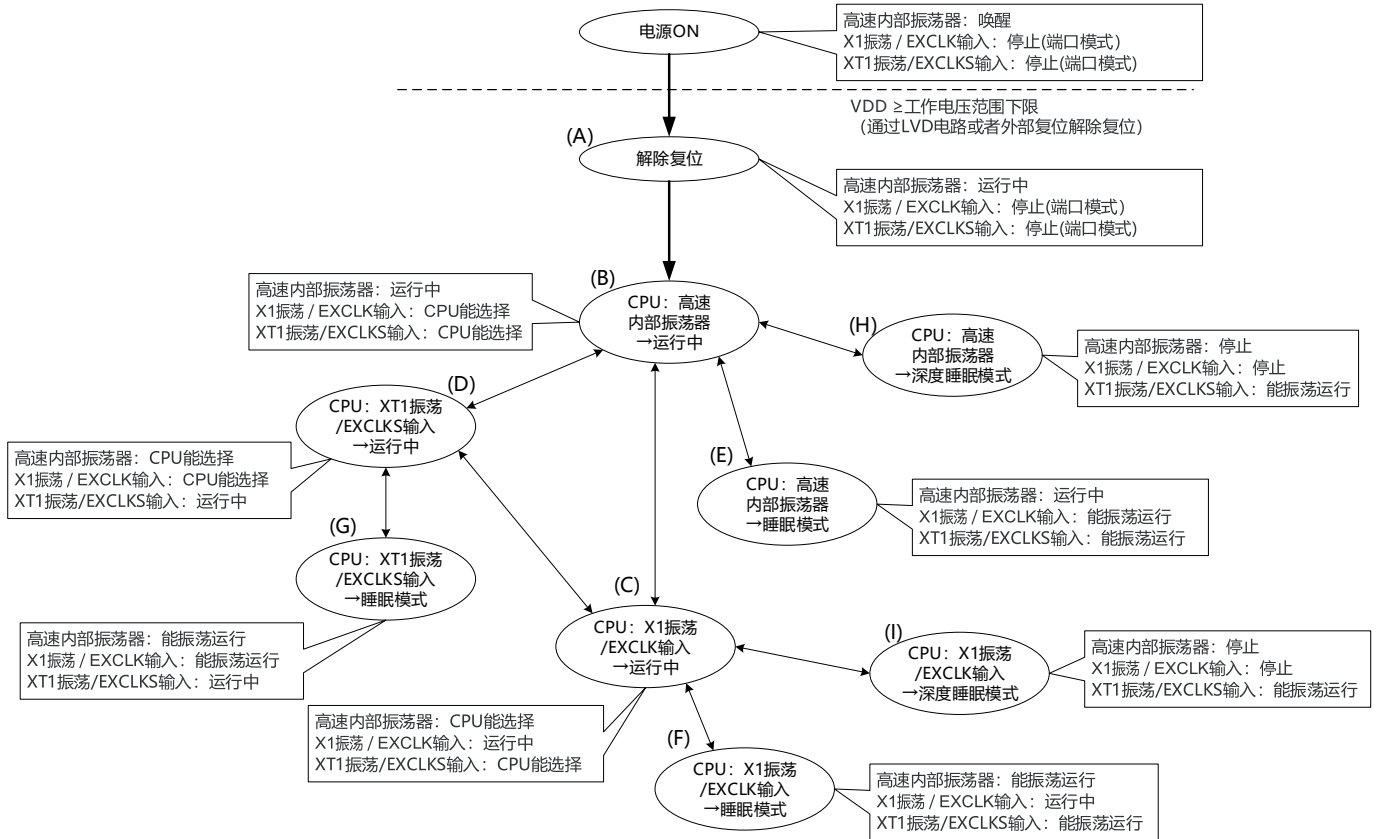 电源ON
高速内部振荡器：唤醒
X1振荡 / EXCLK输入：停止(端口模式)
XT1振荡/EXCLKS输入：停止(端口模式)
VDD ≥工作电压范围下限
（通过LVD电路或者外部复位解除复位）
(A)
解除复位
高速内部振荡器：运行中
X1振荡 / EXCLK输入：停止(端口模式)
XT1振荡/EXCLKS输入：停止(端口模式)
(B)
CPU：高速
内部振荡器
→运行中
高速内部振荡器：运行中
X1振荡 / EXCLK输入：CPU能选择
XT1振荡/EXCLKS输入：CPU能选择
(H)
CPU：高速
内部振荡器
→深度睡眠模式
高速内部振荡器：停止
X1振荡 / EXCLK输入：停止
XT1振荡/EXCLKS输入：能振荡运行
(D)
CPU：XT1振荡
/EXCLKS输入
→运行中
高速内部振荡器：CPU能选择
X1振荡 / EXCLK输入：CPU能选择
XT1振荡/EXCLKS输入：运行中
(E)
CPU：高速
内部振荡器
→睡眠模式
高速内部振荡器：运行中
X1振荡 / EXCLK输入：能振荡运行
XT1振荡/EXCLKS输入：能振荡运行
(G)
CPU：XT1振荡
/EXCLKS输入
→睡眠模式
高速内部振荡器：能振荡运行
X1振荡 / EXCLK输入：能振荡运行
XT1振荡/EXCLKS输入：运行中
(C)
CPU：X1振荡
/EXCLK输入
→运行中
高速内部振荡器：CPU能选择
X1振荡 / EXCLK输入：运行中
XT1振荡/EXCLKS输入：CPU能选择
(I)
CPU：X1振荡
/EXCLK输入
→深度睡眠模式
高速内部振荡器：停止
X1振荡 / EXCLK输入：停止
XT1振荡/EXCLKS输入：能振荡运行
(F)
CPU：X1振荡
/EXCLK输入
→睡眠模式
高速内部振荡器：能振荡运行
X1振荡 / EXCLK输入：运行中
XT1振荡/EXCLKS输入：能振荡运行